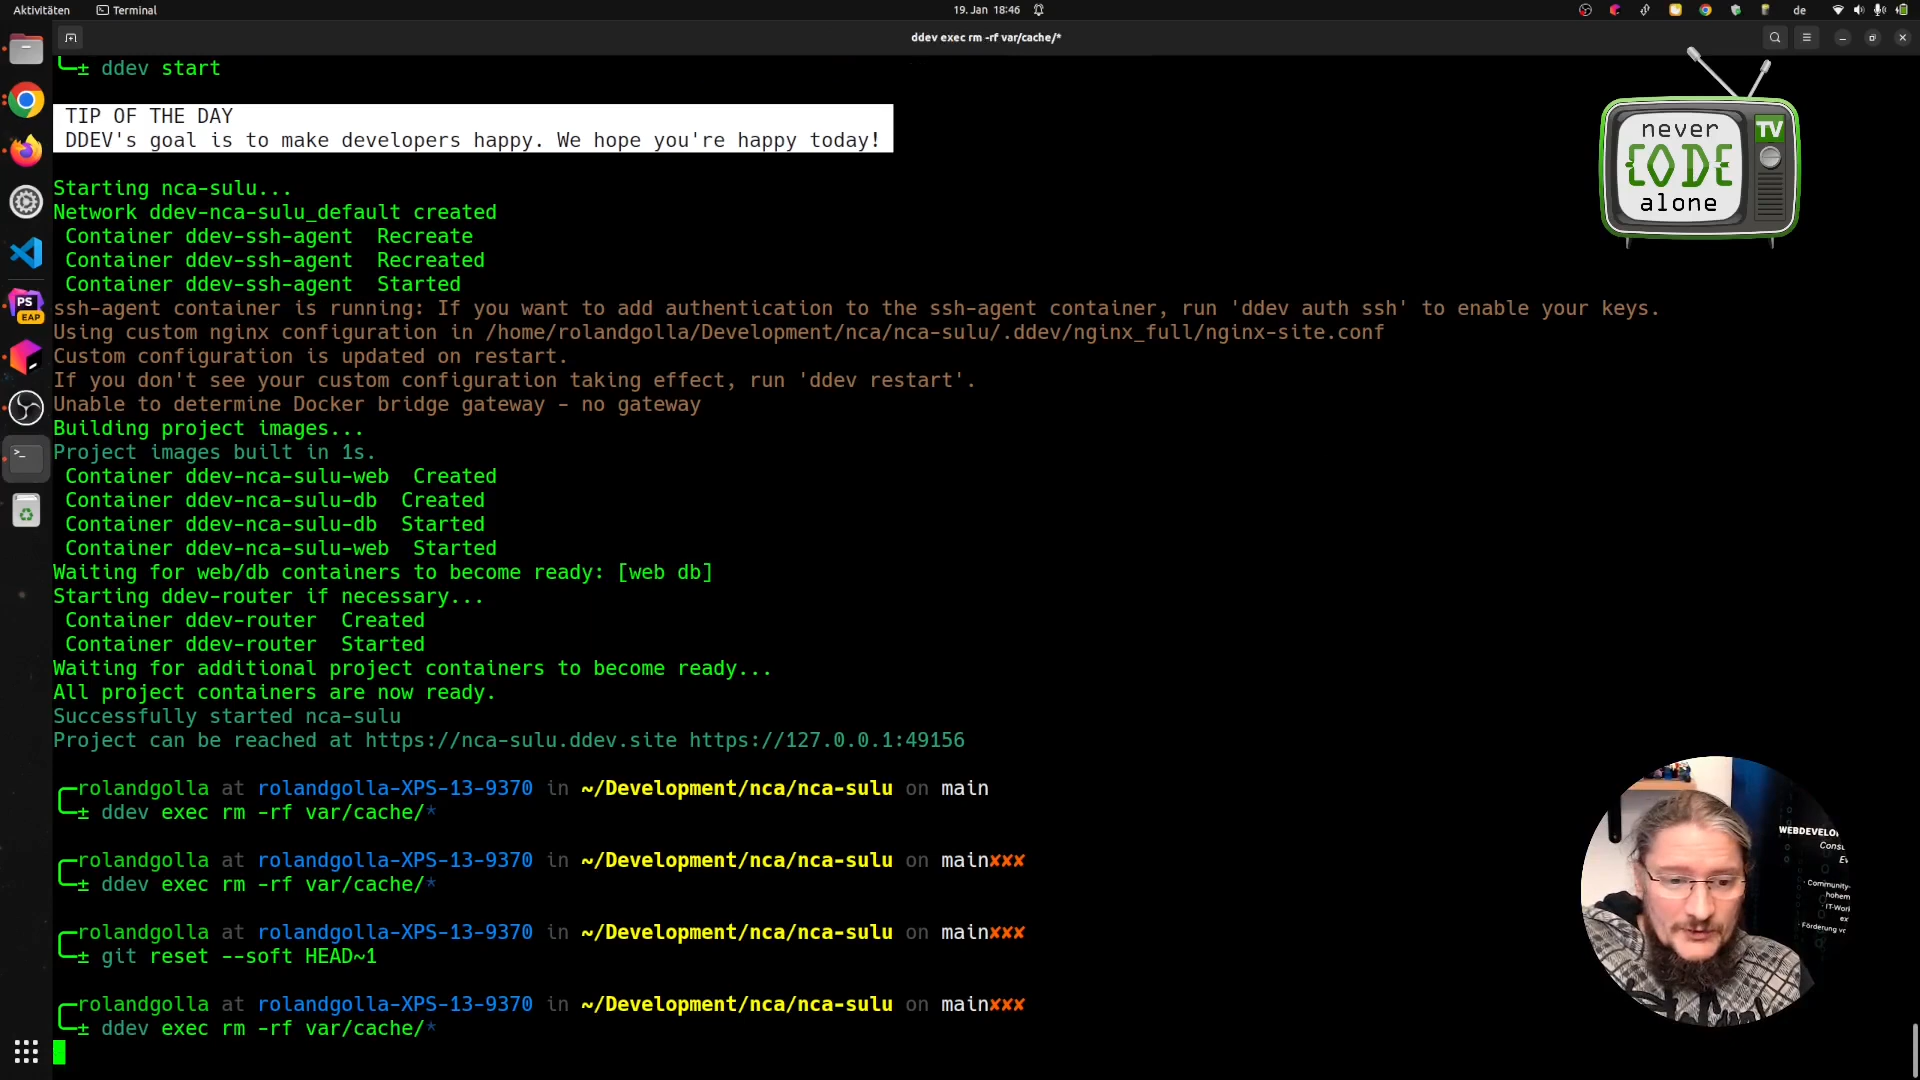 Aktivitäten
Terminal
19. Jan 18:46
de
ddev exec rm -rf var/cache/*
± ddev start
TIP OF THE DAY
DDEV's goal is to make developers happy. We hope you're happy today!
Starting nca-sulu...
Network ddev-nca-sulu_default created
Container ddev-ssh-agent Recreate
Container ddev-ssh-agent Recreated
Container ddev-ssh-agent Started
ssh-agent container is running: If you want to add authentication to the ssh-agent container, run 'ddev auth ssh' to enable your keys.
Using custom nginx configuration in /home/rolandgolla/Development/nca/nca-sulu/.ddev/nginx_full/nginx-site.conf
Custom configuration is updated on restart.
If you don't see your custom configuration taking effect, run 'ddev restart'.
Unable to determine Docker bridge gateway - no gateway
Building project images...
Project images built in 1s.
Container ddev-nca-sulu-web Created
Container ddev-nca-sulu-db Created
Container ddev-nca-sulu-db Started
Container ddev-nca-sulu-web Started
Waiting for web/db containers to become ready: [web db]
Starting ddev-router if necessary...
Container ddev-router Created
Container ddev-router Started
Waiting for additional project containers to become ready...
All project containers are now ready.
Successfully started nca-sulu
Project can be reached at https://nca-sulu.ddev.site https://127.0.0.1:49156
rolandgolla at rolandgolla-XPS-13-9370 in ~/Development/nca/nca-sulu on main
± ddev exec rm -rf var/cache/*
rolandgolla at rolandgolla-XPS-13-9370 in ~/Development/nca/nca-sulu on main✘✘✘
± ddev exec rm -rf var/cache/*
rolandgolla at rolandgolla-XPS-13-9370 in ~/Development/nca/nca-sulu on main✘✘✘
± git reset --soft HEAD~1
rolandgolla at rolandgolla-XPS-13-9370 in ~/Development/nca/nca-sulu on main✘✘✘
± ddev exec rm -rf var/cache/*
never
CODE
alone
TV
PS
EAP
WEBDEVELO
Consu
Community-
hohem
IT-Work
Förderung